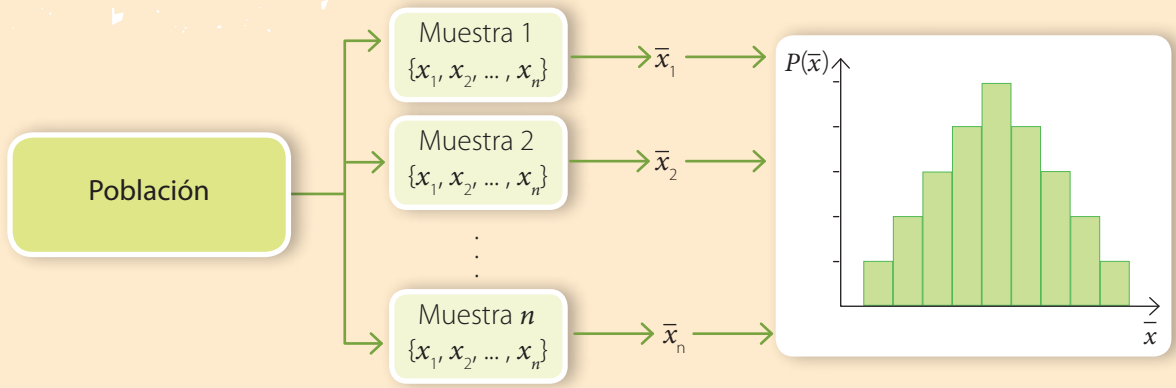 Población
Muestra 1
{x₁, x₂, ... , xₙ}
x̅₁
Muestra 2
{x₁, x₂, ... , xₙ}
x̅₂
.
.
.
Muestra n
{x₁, x₂, ... , xₙ}
x̅ₙ
P(x̅)
x̅